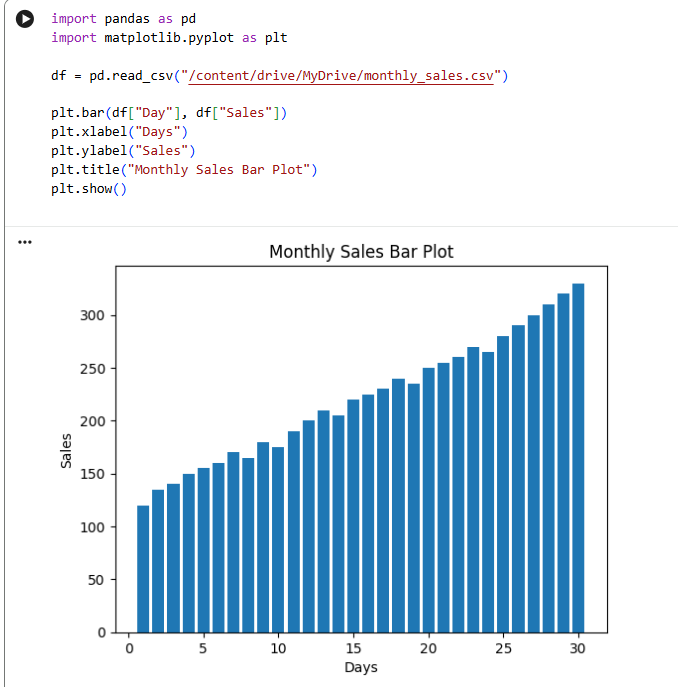 import pandas as pd
import matplotlib.pyplot as plt
df = pd.read_csv("/content/drive/MyDrive/monthly_sales.csv")
plt.bar(df["Day"], df["Sales"])
plt.xlabel("Days")
plt.ylabel("Sales")
plt.title("Monthly Sales Bar Plot")
plt.show()
Monthly Sales Bar Plot
300
250
200
150
100
50
0
Sales
0 5 10 15 20 25 30
Days